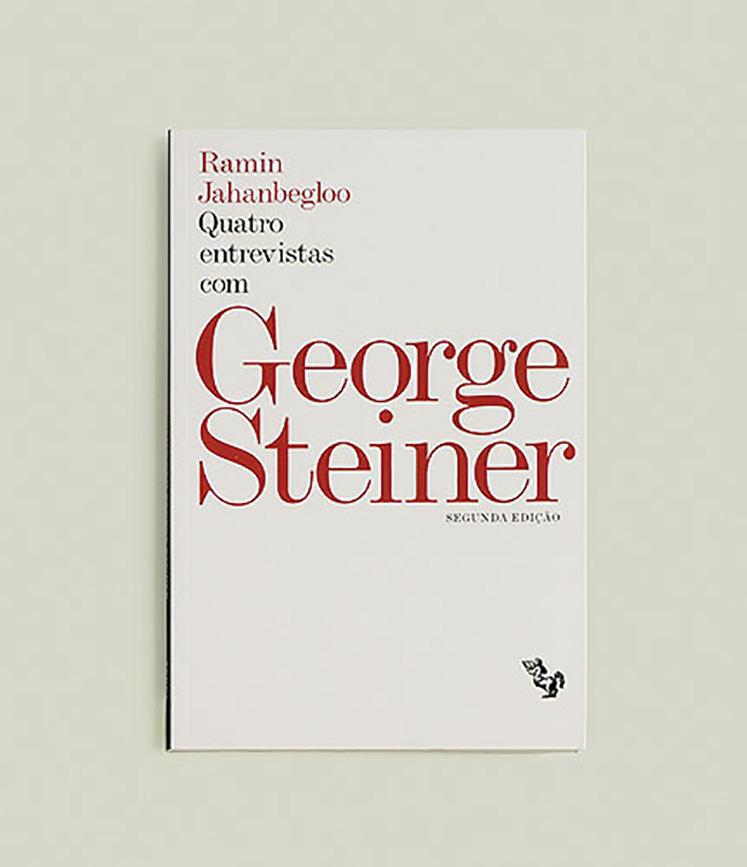 Ramin
Jahanbegloo
Quatro
entrevistas
com
George
Steiner
SEGUNDA EDIÇÃO